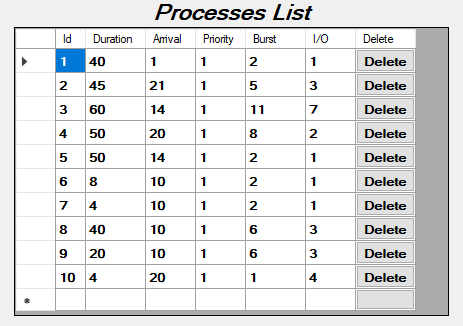 Processes List
Id Duration Arrival Priority Burst I/O Delete
1 40 1 1 2 1 Delete
2 45 21 1 5 3 Delete
3 60 14 1 11 7 Delete
4 50 20 1 8 2 Delete
5 50 14 1 2 1 Delete
6 8 10 1 2 1 Delete
7 4 10 1 2 1 Delete
8 40 10 1 6 3 Delete
9 20 10 1 6 3 Delete
10 4 20 1 1 4 Delete